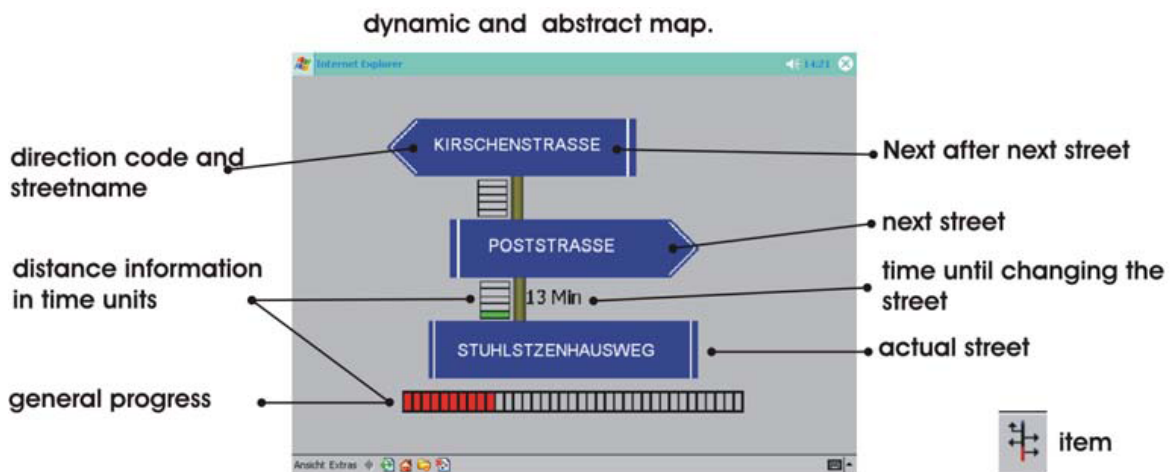 dynamic and abstract map.
Internet Explorer
14:21
direction code and
streetname
KIRSCHENSTRASSE
Next after next street
POSTSTRASSE
next street
distance information
in time units
13 Min
time until changing the
street
STUHLSTZENHAUSWEG
actual street
general progress
Ansicht Extras
item